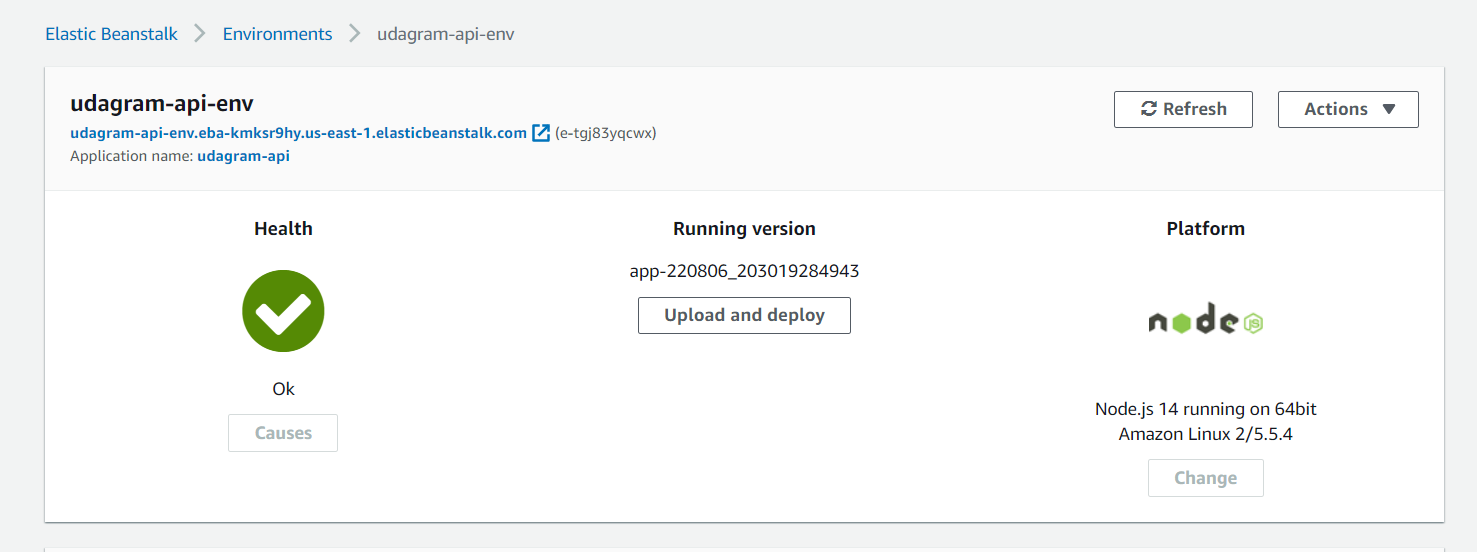 Elastic Beanstalk > Environments > udagram-api-env
udagram-api-env
Refresh
Actions
udagram-api-env.eba-kmksr9hy.us-east-1.elasticbeanstalk.com (e-tgj83yqcwx)
Application name: udagram-api
Health
Running version
Platform
app-220806_203019284943
Upload and deploy
node
JS
Ok
Causes
Node.js 14 running on 64bit
Amazon Linux 2/5.5.4
Change